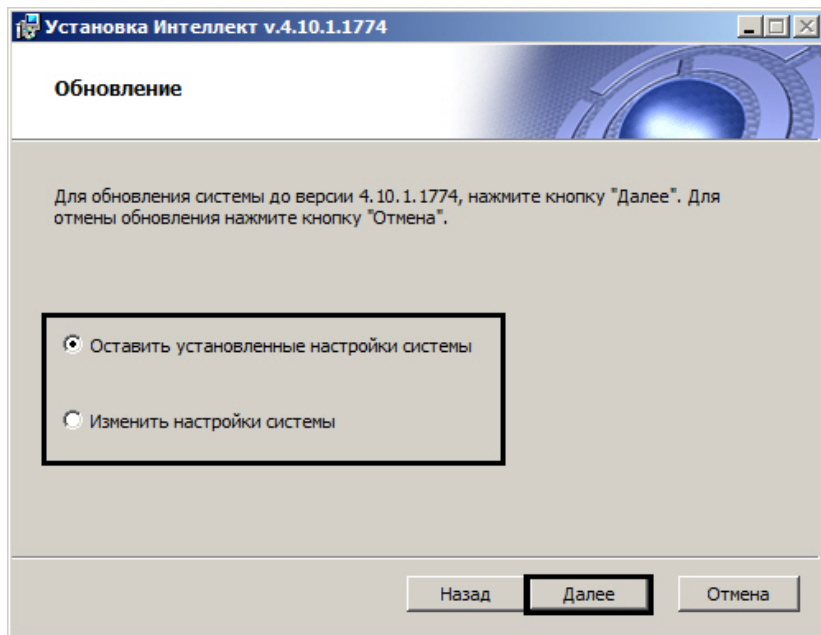 Установка Интеллект v.4.10.1.1774
Обновление
Для обновления системы до версии 4.10.1.1774, нажмите кнопку "Далее". Для
отмены обновления нажмите кнопку "Отмена".
Оставить установленные настройки системы
Изменить настройки системы
Назад
Далее
Отмена